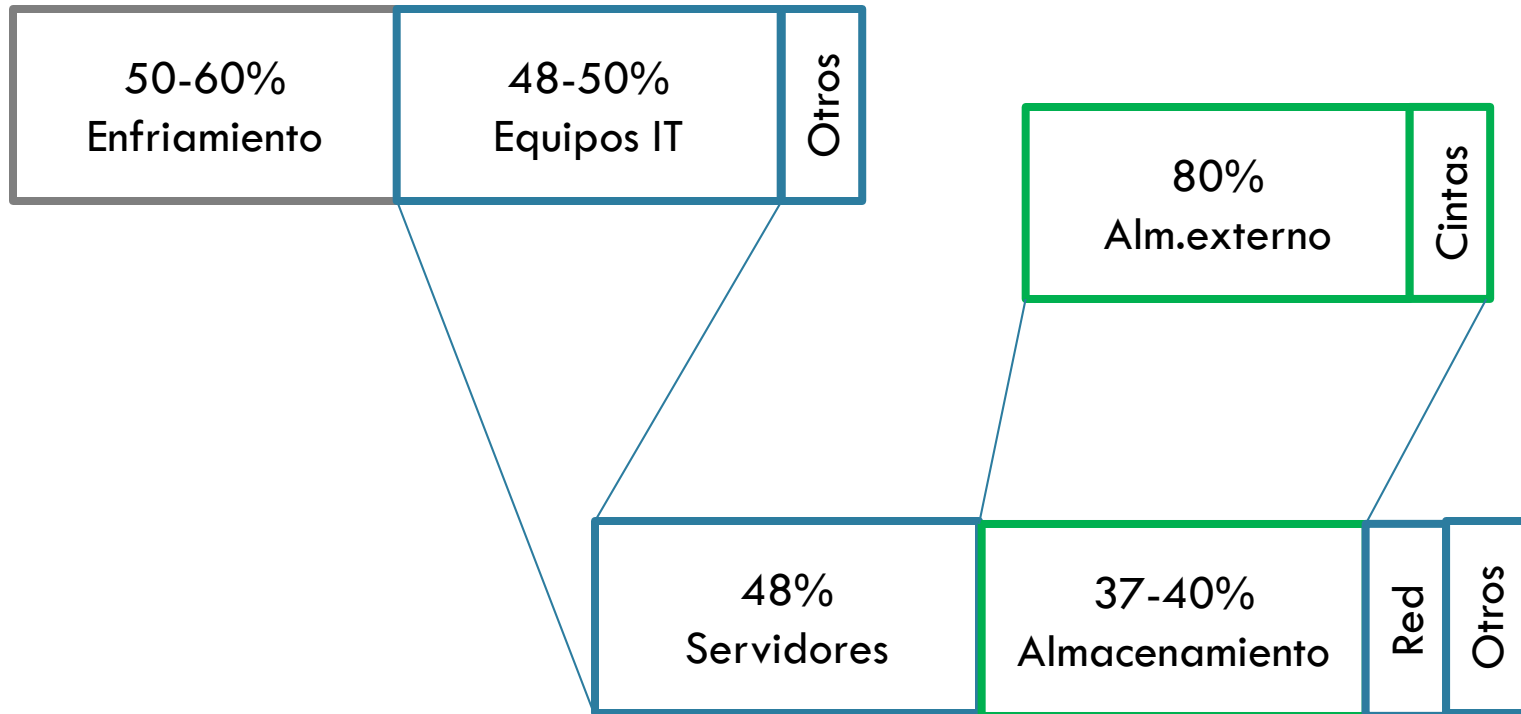 50-60%
Enfriamiento
48-50%
Equipos IT
Otros
80%
Alm.externo
Cintas
48%
Servidores
37-40%
Almacenamiento
Red
Otros